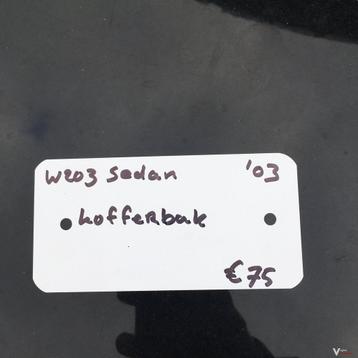 W203 Sedan '03
kofferbak
€75